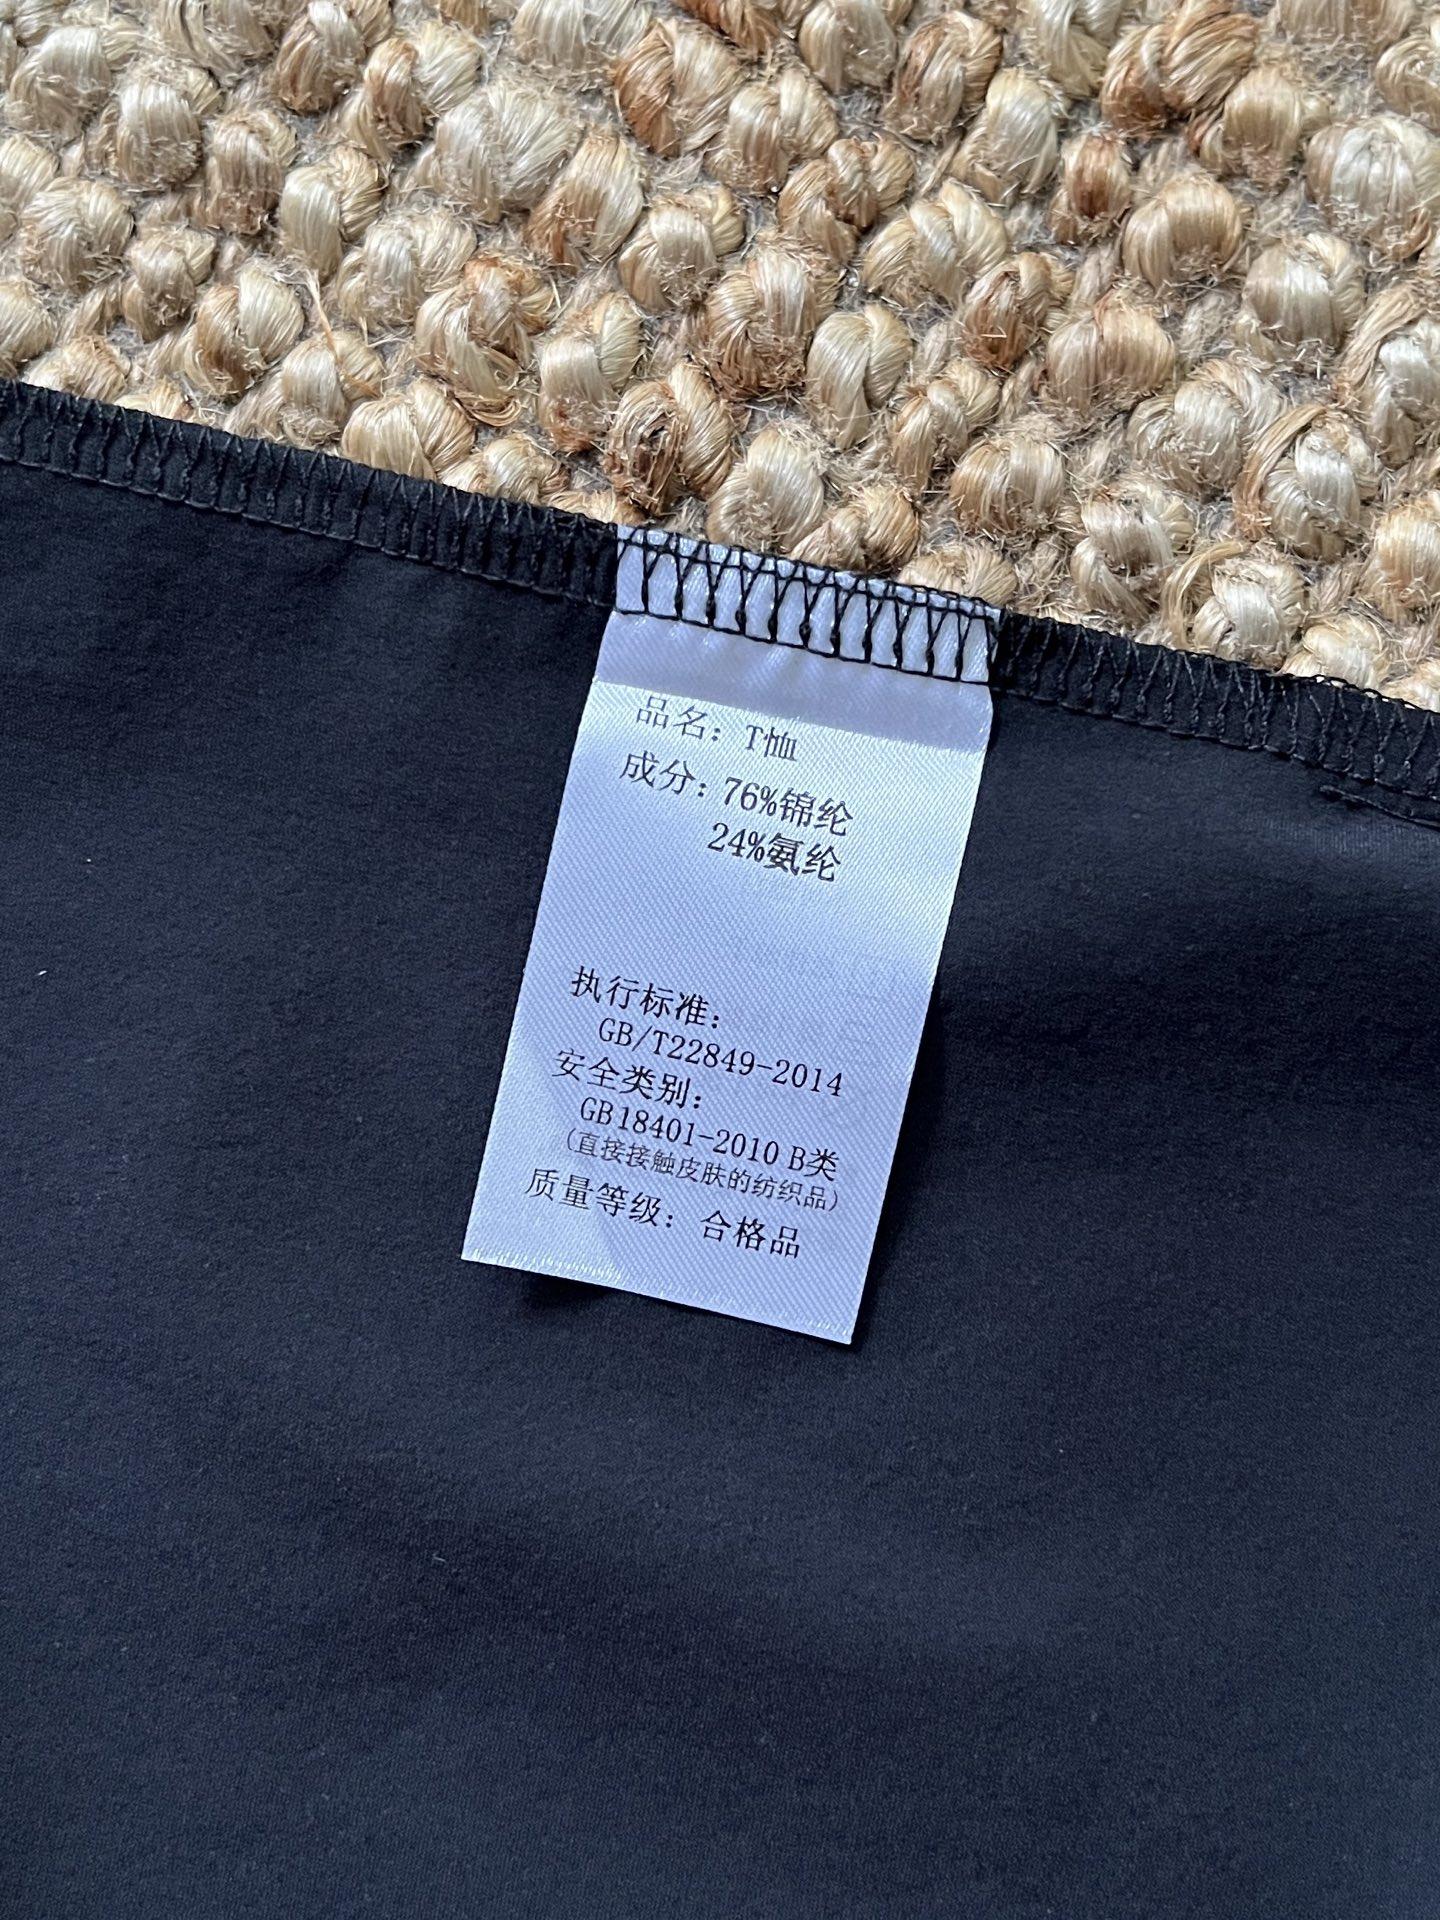 品名：T恤
成分：76%锦纶
24%氨纶
执行标准：
GB/T22849-2014
安全类别：
GB18401-2010 B类
(直接接触皮肤的纺织品)
质量等级：合格品